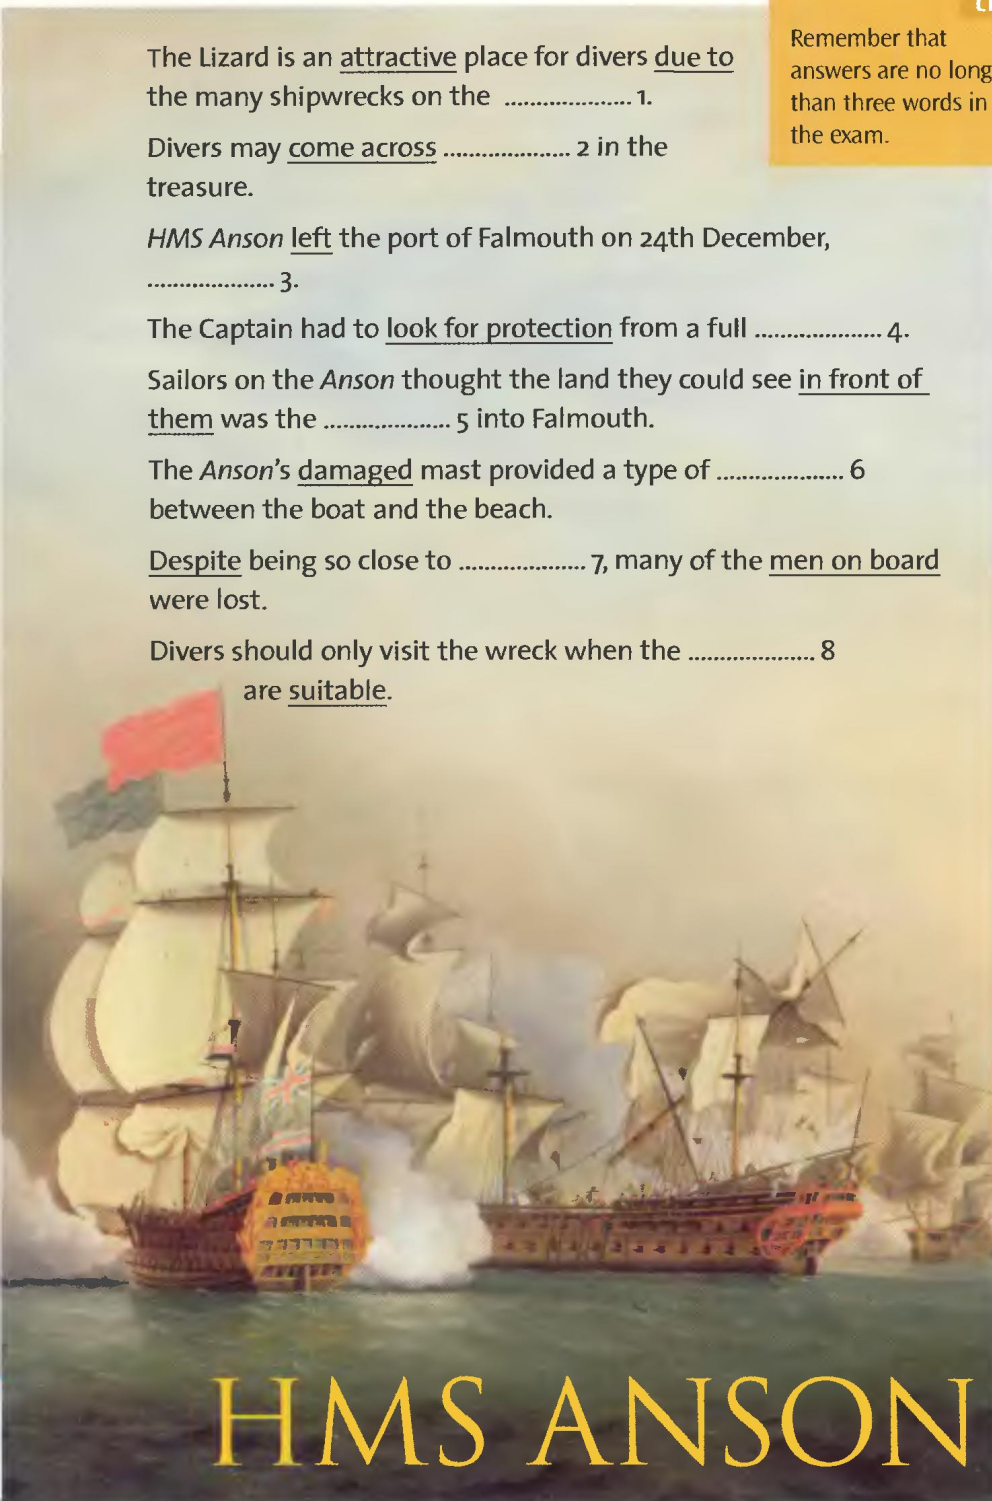 The Lizard is an attractive place for divers due to
the many shipwrecks on the .................... 1.
Divers may come across .................... 2 in the
treasure.
HMS Anson left the port of Falmouth on 24th December,
.................... 3.
The Captain had to look for protection from a full .................... 4.
Sailors on the Anson thought the land they could see in front of
them was the .................... 5 into Falmouth.
The Anson's damaged mast provided a type of .................... 6
between the boat and the beach.
Despite being so close to .................... 7, many of the men on board
were lost.
Divers should only visit the wreck when the .................... 8
are suitable.
Remember that
answers are no long
than three words in
the exam.
HMS ANSON